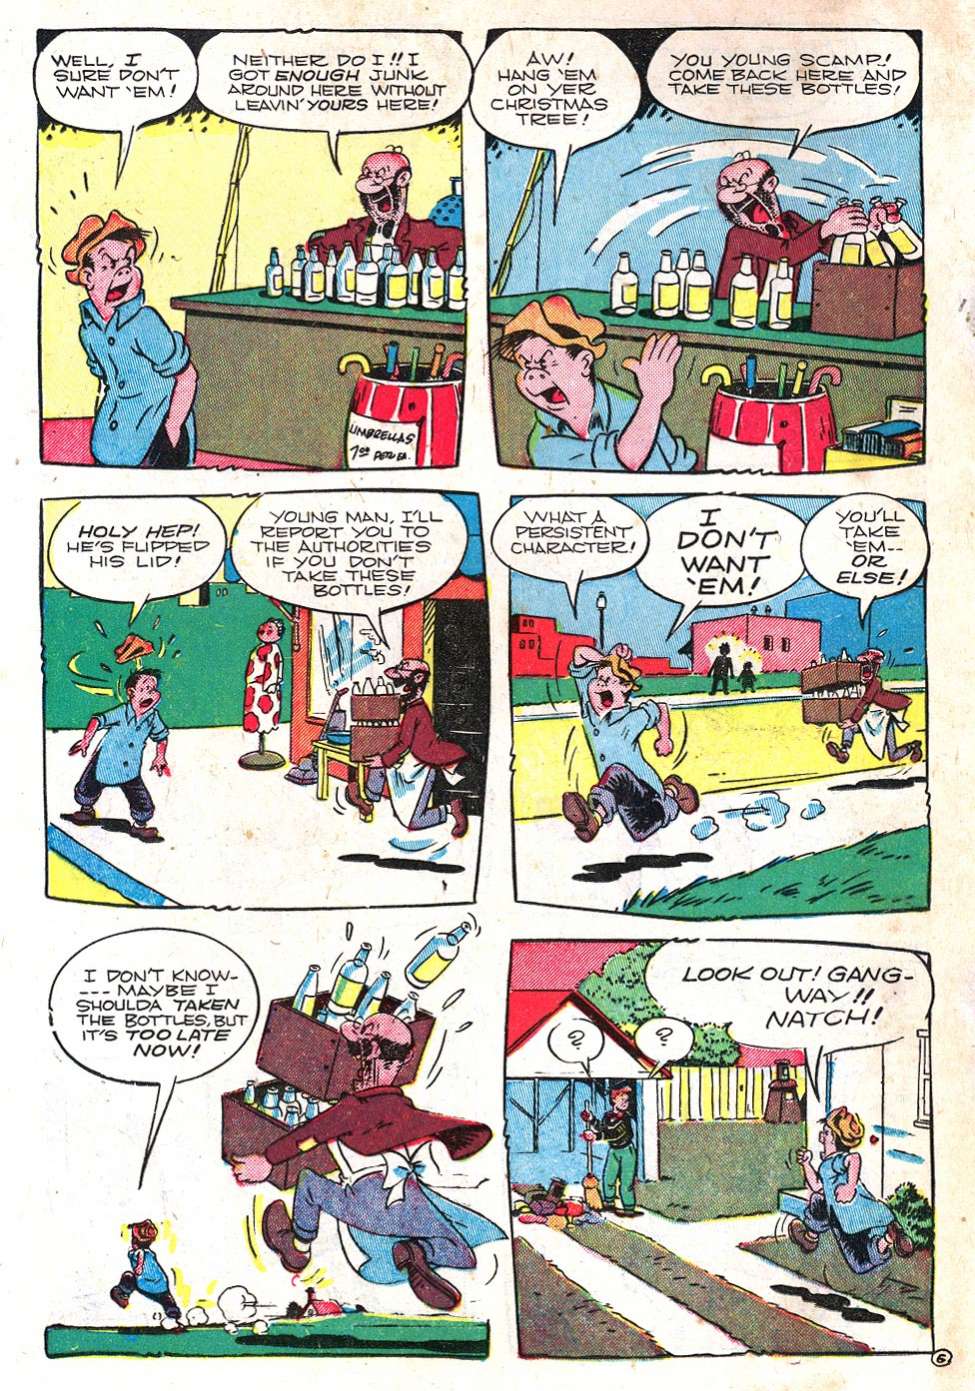 WELL, I
SURE DON'T
WANT 'EM!
NEITHER DO I!! I
GOT ENOUGH JUNK
AROUND HERE WITHOUT
LEAVIN' YOURS HERE!
UMBRELLAS
1.00 PER EA.
AW!
HANG 'EM
ON YER
CHRISTMAS
TREE!
YOU YOUNG SCAMP!
COME BACK HERE AND
TAKE THESE BOTTLES!
HOLY HEP!
HE'S FLIPPED
HIS LID!
YOUNG MAN, I'LL
REPORT YOU TO
THE AUTHORITIES
IF YOU DON'T
TAKE THESE
BOTTLES!
WHAT A
PERSISTENT
CHARACTER!
I
DON'T
WANT
'EM!
YOU'LL
TAKE
'EM--
OR
ELSE!
I DON'T KNOW-
---MAYBE I
SHOULDA TAKEN
THE BOTTLES, BUT
IT'S TOO LATE
NOW!
?
?
LOOK OUT! GANG-
WAY!!
NATCH!
6